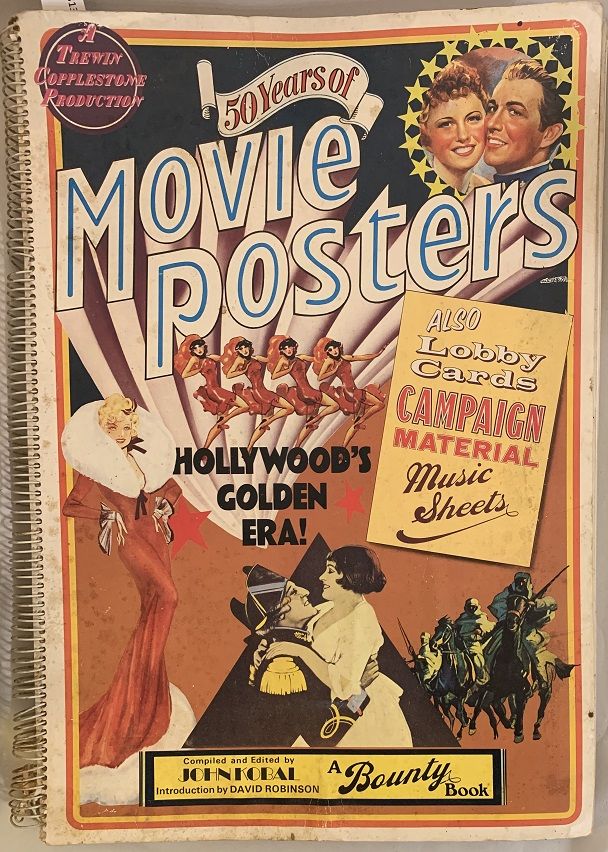 A
TREWIN
COPPLESTONE
PRODUCTION
50 Years of
MOVIE
POSTERS
ALSO
Lobby
Cards
CAMPAIGN
MATERIAL
Music
Sheets
HOLLYWOOD'S
GOLDEN
ERA!
Compiled and Edited by
JOHN KOBAL
Introduction by DAVID ROBINSON
A Bounty Book